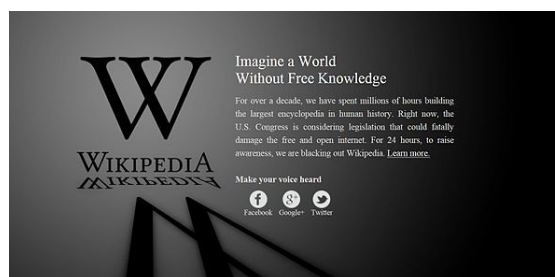 W
WIKIPEDIA
Imagine a World
Without Free Knowledge
For over a decade, we have spent millions of hours building
the largest encyclopedia in human history. Right now, the
U.S. Congress is considering legislation that could fatally
damage the free and open internet. For 24 hours, to raise
awareness, we are blacking out Wikipedia. Learn more.
Make your voice heard
Facebook Google+ Twitter